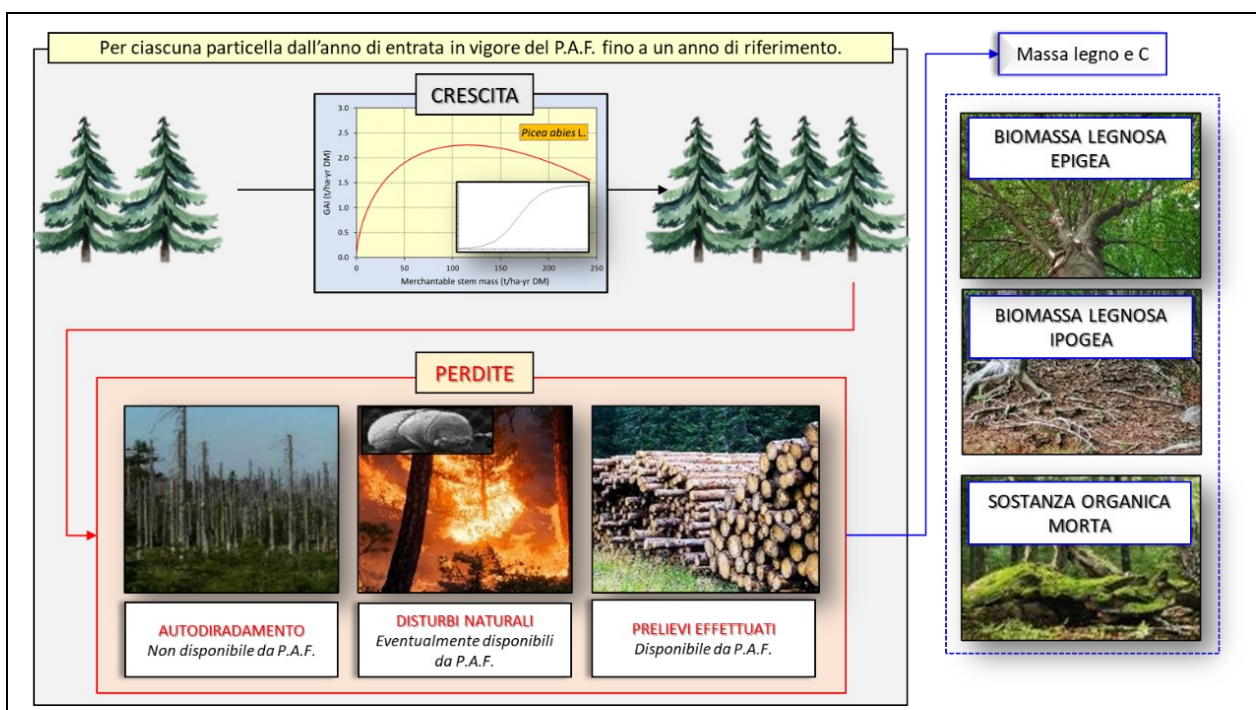 Per ciascuna particella dall'anno di entrata in vigore del P.A.F. fino a un anno di riferimento.
Massa legno e C
CRESCITA
3.0
2.5
2.0
1.5
1.0
0.5
0.0
GAI (t/ha-yr DM)
Picea abies L.
0
50
100
150
200
250
Merchantable stem mass (t/ha-yr DM)
BIOMASSA LEGNOSA
EPIGEA
BIOMASSA LEGNOSA
IPOGEA
SOSTANZA ORGANICA
MORTA
PERDITE
AUTODIRADAMENTO
Non disponibile da P.A.F.
DISTURBI NATURALI
Eventualmente disponibili
da P.A.F.
PRELIEVI EFFETTUATI
Disponibile da P.A.F.